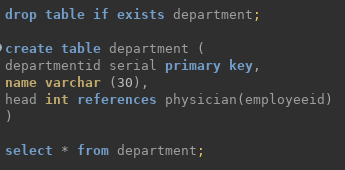 drop table if exists department;
create table department (
departmentid serial primary key,
name varchar (30),
head int references physician(employeeid)
)
select * from department;